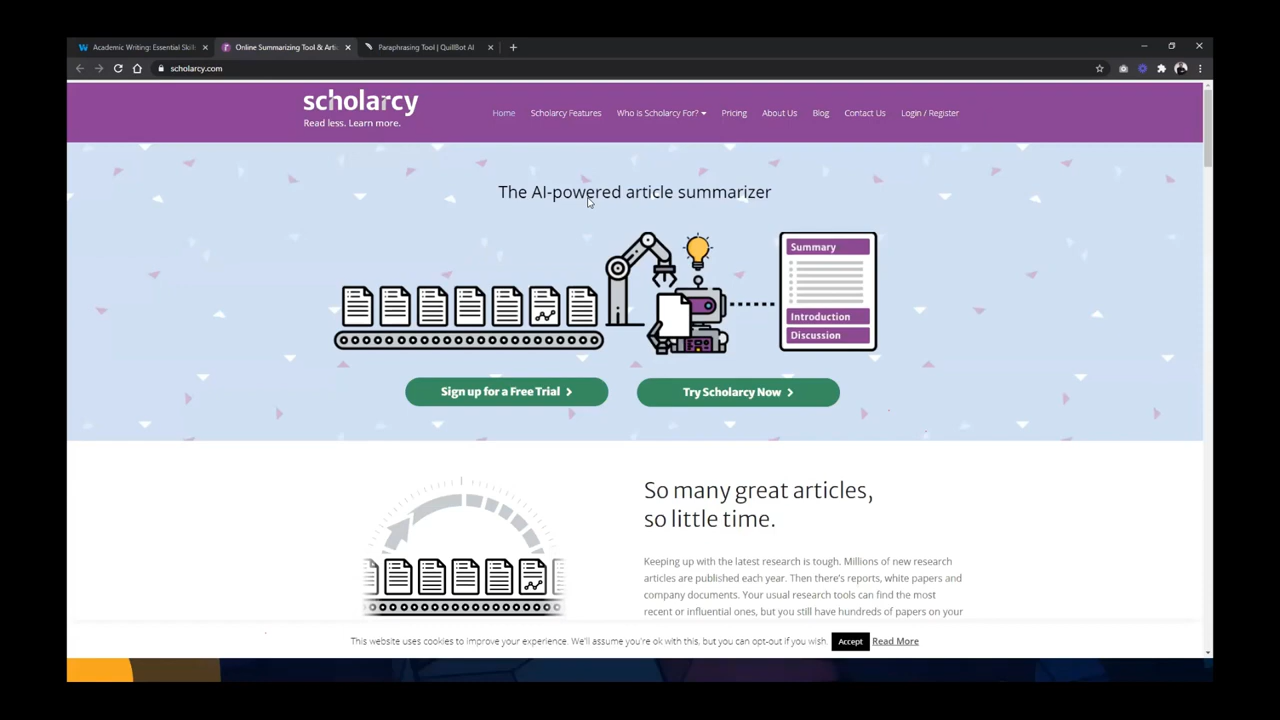 Academic Writing: Essential Skil
Online Summarizing Tool & Arti
Paraphrasing Tool | QuillBot AI
scholarcy.com
scholarcy
Read less. Learn more.
Home
Scholarcy Features
Who is Scholarcy For?
Pricing
About Us
Blog
Contact Us
Login / Register
The AI-powered article summarizer
Summary
Introduction
Discussion
Sign up for a Free Trial
Try Scholarcy Now
So many great articles,
so little time.
Keeping up with the latest research is tough. Millions of new research
articles are published each year. Then there's reports, white papers and
company documents. Your usual research tools can find the most
recent or influential ones, but you still have hundreds of papers on your
This website uses cookies to improve your experience. We'll assume you're ok with this, but you can opt-out if you wish.
Accept
Read More